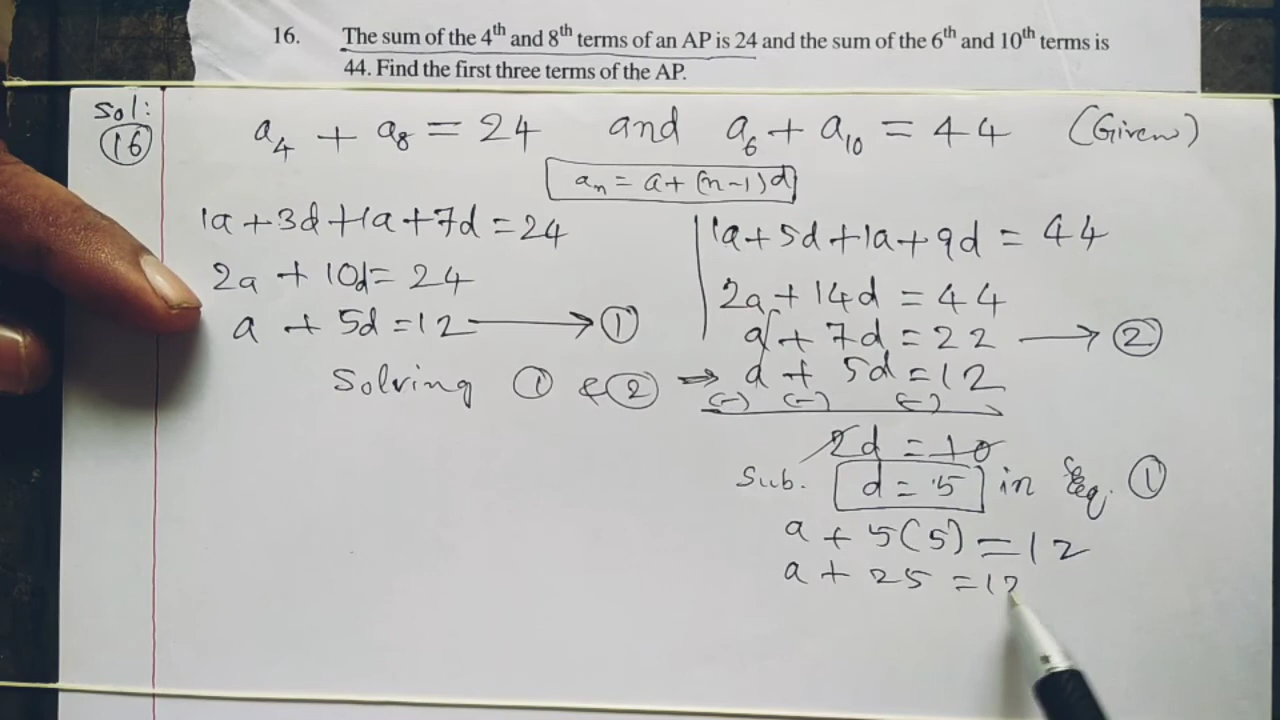 16. The sum of the 4th and 8th terms of an AP is 24 and the sum of the 6th and 10th terms is
44. Find the first three terms of the AP.
Sol:
16
a4 + a8 = 24 and a6 + a10 = 44 (Given)
an = a + (n-1)d
1a + 3d + 1a + 7d = 24
2a + 10d = 24
a + 5d = 12 → ①
1a + 5d + 1a + 9d = 44
2a + 14d = 44
a + 7d = 22 → ②
Solving ① & ② ⇒ a + 5d = 12
(-) (-) (-)
2d = 10
Sub. d = 5 in Eq. ①
a + 5(5) = 12
a + 25 = 12